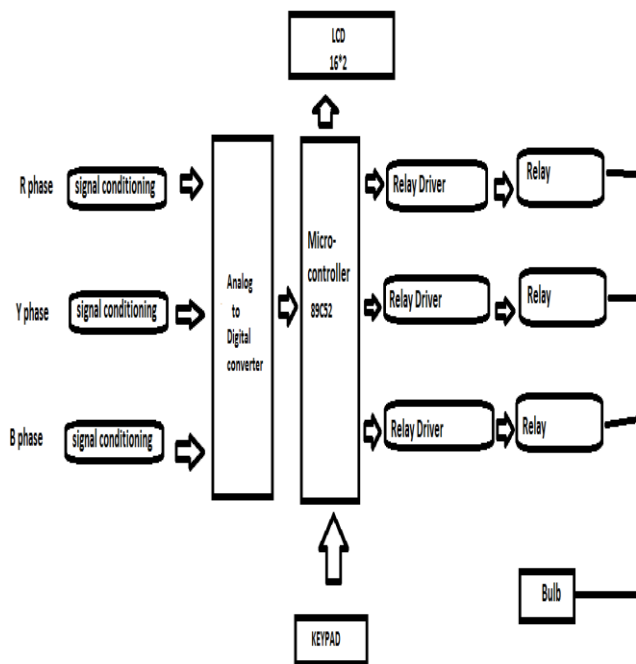 LCD
16*2
R phase
signal conditioning
Relay Driver
Relay
Y phase
signal conditioning
Analog
to
Digital
converter
Micro-
controller
89C52
Relay Driver
Relay
B phase
signal conditioning
Relay Driver
Relay
KEYPAD
Bulb